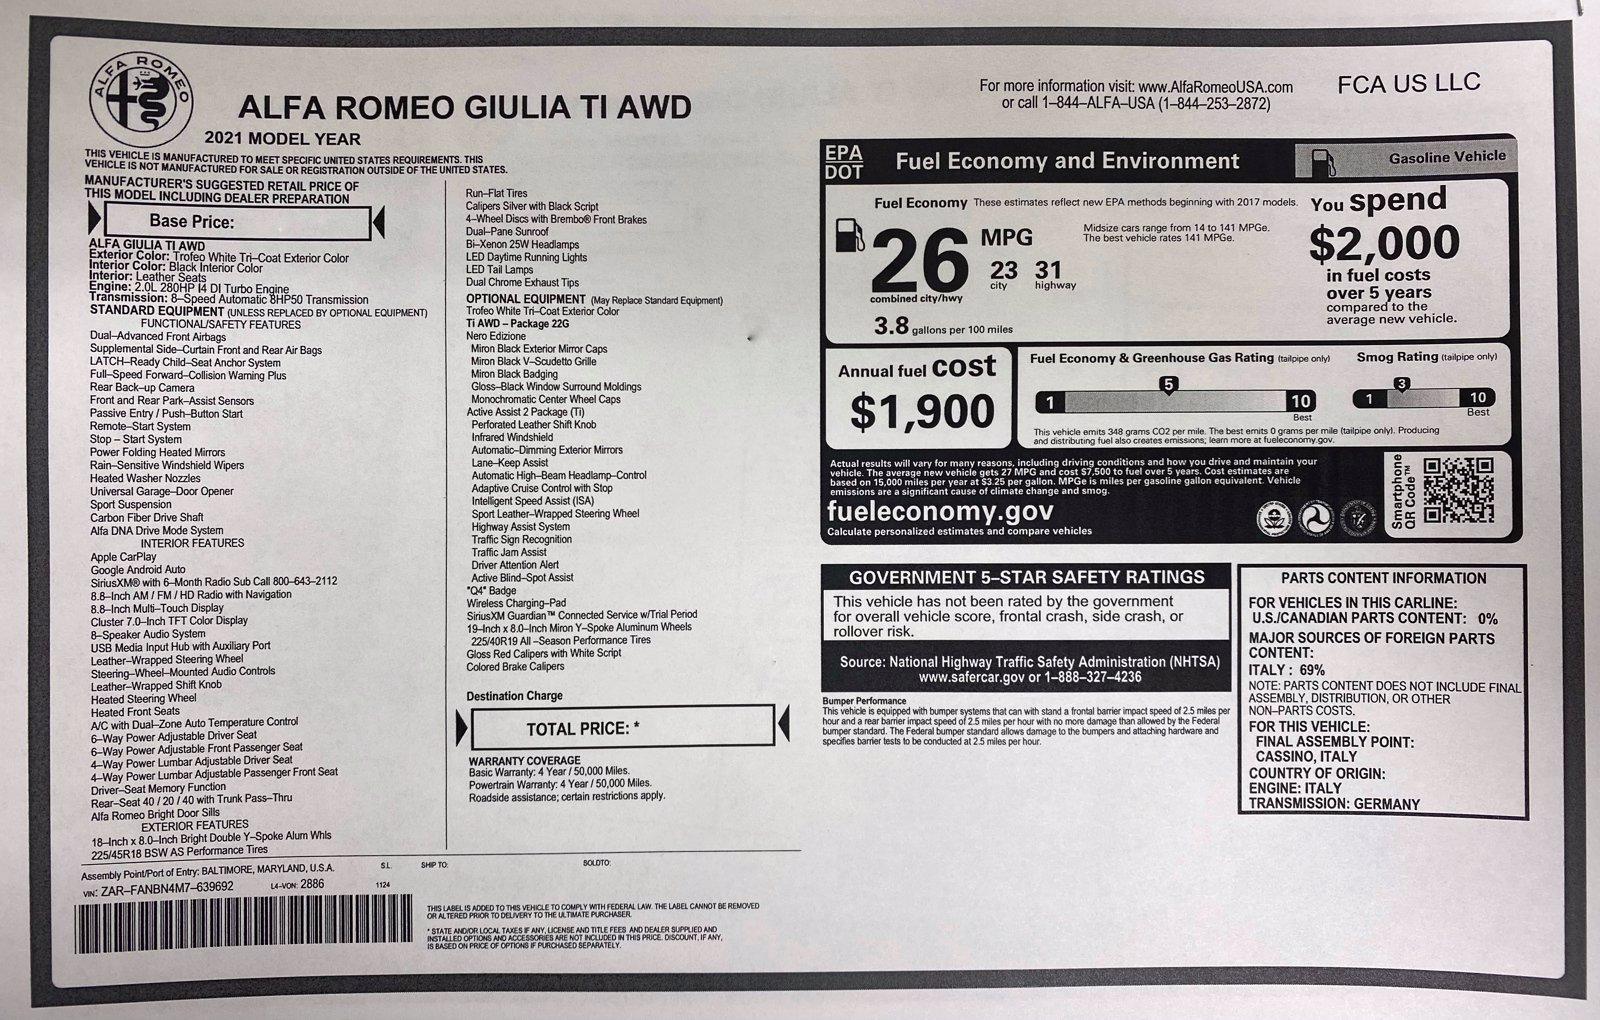 ALFA ROMEO
ALFA ROMEO GIULIA TI AWD
2021 MODEL YEAR
THIS VEHICLE IS MANUFACTURED TO MEET SPECIFIC UNITED STATES REQUIREMENTS. THIS
VEHICLE IS NOT MANUFACTURED FOR SALE OR REGISTRATION OUTSIDE OF THE UNITED STATES.
MANUFACTURER'S SUGGESTED RETAIL PRICE OF
THIS MODEL INCLUDING DEALER PREPARATION
Base Price:
ALFA GIULIA TI AWD
Exterior Color: Trofeo White Tri–Coat Exterior Color
Interior Color: Black Interior Color
Interior: Leather Seats
Engine: 2.0L 280HP I4 DI Turbo Engine
Transmission: 8–Speed Automatic 8HP50 Transmission
STANDARD EQUIPMENT (UNLESS REPLACED BY OPTIONAL EQUIPMENT)
FUNCTIONAL/SAFETY FEATURES
Dual–Advanced Front Airbags
Supplemental Side–Curtain Front and Rear Air Bags
LATCH–Ready Child–Seat Anchor System
Full–Speed Forward–Collision Warning Plus
Rear Back–up Camera
Front and Rear Park–Assist Sensors
Passive Entry / Push–Button Start
Remote–Start System
Stop – Start System
Power Folding Heated Mirrors
Rain–Sensitive Windshield Wipers
Heated Washer Nozzles
Universal Garage–Door Opener
Sport Suspension
Carbon Fiber Drive Shaft
Alfa DNA Drive Mode System
INTERIOR FEATURES
Apple CarPlay
Google Android Auto
SiriusXM® with 6–Month Radio Sub Call 800–643–2112
8.8–Inch AM / FM / HD Radio with Navigation
8.8–Inch Multi–Touch Display
Cluster 7.0–Inch TFT Color Display
8–Speaker Audio System
USB Media Input Hub with Auxiliary Port
Leather–Wrapped Steering Wheel
Steering–Wheel–Mounted Audio Controls
Leather–Wrapped Shift Knob
Heated Steering Wheel
Heated Front Seats
A/C with Dual–Zone Auto Temperature Control
6–Way Power Adjustable Driver Seat
6–Way Power Adjustable Front Passenger Seat
4–Way Power Lumbar Adjustable Driver Seat
4–Way Power Lumbar Adjustable Passenger Front Seat
Driver–Seat Memory Function
Rear–Seat 40 / 20 / 40 with Trunk Pass–Thru
Alfa Romeo Bright Door Sills
EXTERIOR FEATURES
18–Inch x 8.0–Inch Bright Double Y–Spoke Alum Whls
225/45R18 BSW AS Performance Tires
Run–Flat Tires
Calipers Silver with Black Script
4–Wheel Discs with Brembo® Front Brakes
Dual–Pane Sunroof
Bi–Xenon 25W Headlamps
LED Daytime Running Lights
LED Tail Lamps
Dual Chrome Exhaust Tips
OPTIONAL EQUIPMENT (May Replace Standard Equipment)
Trofeo White Tri–Coat Exterior Color
Ti AWD – Package 22G
Nero Edizione
Miron Black Exterior Mirror Caps
Miron Black V–Scudetto Grille
Miron Black Badging
Gloss–Black Window Surround Moldings
Monochromatic Center Wheel Caps
Active Assist 2 Package (Ti)
Perforated Leather Shift Knob
Infrared Windshield
Automatic–Dimming Exterior Mirrors
Lane–Keep Assist
Automatic High–Beam Headlamp–Control
Adaptive Cruise Control with Stop
Intelligent Speed Assist (ISA)
Sport Leather–Wrapped Steering Wheel
Highway Assist System
Traffic Sign Recognition
Traffic Jam Assist
Driver Attention Alert
Active Blind–Spot Assist
"Q4" Badge
Wireless Charging–Pad
SiriusXM Guardian™ Connected Service w/Trial Period
19–Inch x 8.0–Inch Miron Y–Spoke Aluminum Wheels
225/40R19 All –Season Performance Tires
Gloss Red Calipers with White Script
Colored Brake Calipers
Destination Charge
TOTAL PRICE: *
WARRANTY COVERAGE
Basic Warranty: 4 Year / 50,000 Miles.
Powertrain Warranty: 4 Year / 50,000 Miles.
Roadside assistance; certain restrictions apply.
For more information visit: www.AlfaRomeoUSA.com
or call 1–844–ALFA–USA (1–844–253–2872)
FCA US LLC
EPA
DOT
Fuel Economy and Environment
Gasoline Vehicle
Fuel Economy These estimates reflect new EPA methods beginning with 2017 models.
26 MPG
23 city
31 highway
combined city/hwy
3.8 gallons per 100 miles
Midsize cars range from 14 to 141 MPGe.
The best vehicle rates 141 MPGe.
You spend
$2,000
in fuel costs
over 5 years
compared to the
average new vehicle.
Annual fuel cost
$1,900
Fuel Economy & Greenhouse Gas Rating (tailpipe only)
5
1
10
Best
Smog Rating (tailpipe only)
3
1
10
Best
This vehicle emits 348 grams CO2 per mile. The best emits 0 grams per mile (tailpipe only). Producing
and distributing fuel also creates emissions; learn more at fueleconomy.gov.
Actual results will vary for many reasons, including driving conditions and how you drive and maintain your
vehicle. The average new vehicle gets 27 MPG and cost $7,500 to fuel over 5 years. Cost estimates are
based on 15,000 miles per year at $3.25 per gallon. MPGe is miles per gasoline gallon equivalent. Vehicle
emissions are a significant cause of climate change and smog.
fueleconomy.gov
Calculate personalized estimates and compare vehicles
Smartphone
QR Code™
GOVERNMENT 5–STAR SAFETY RATINGS
This vehicle has not been rated by the government
for overall vehicle score, frontal crash, side crash, or
rollover risk.
Source: National Highway Traffic Safety Administration (NHTSA)
www.safercar.gov or 1–888–327–4236
Bumper Performance
This vehicle is equipped with bumper systems that can with stand a frontal barrier impact speed of 2.5 miles per
hour and a rear barrier impact speed of 2.5 miles per hour with no more damage than allowed by the Federal
bumper standard. The Federal bumper standard allows damage to the bumpers and attaching hardware and
specifies barrier tests to be conducted at 2.5 miles per hour.
PARTS CONTENT INFORMATION
FOR VEHICLES IN THIS CARLINE:
U.S./CANADIAN PARTS CONTENT: 0%
MAJOR SOURCES OF FOREIGN PARTS
CONTENT:
ITALY : 69%
NOTE: PARTS CONTENT DOES NOT INCLUDE FINAL
ASSEMBLY, DISTRIBUTION, OR OTHER
NON–PARTS COSTS.
FOR THIS VEHICLE:
FINAL ASSEMBLY POINT:
CASSINO, ITALY
COUNTRY OF ORIGIN:
ENGINE: ITALY
TRANSMISSION: GERMANY
Assembly Point/Port of Entry: BALTIMORE, MARYLAND, U.S.A.
S.L
SHIP TO:
SOLDTO:
VIN: ZAR–FANBN4M7–639692
L4–VON: 2886
1124
THIS LABEL IS ADDED TO THIS VEHICLE TO COMPLY WITH FEDERAL LAW. THE LABEL CANNOT BE REMOVED
OR ALTERED PRIOR TO DELIVERY TO THE ULTIMATE PURCHASER.
* STATE AND/OR LOCAL TAXES IF ANY, LICENSE AND TITLE FEES AND DEALER SUPPLIED AND
INSTALLED OPTIONS AND ACCESSORIES ARE NOT INCLUDED IN THIS PRICE. DISCOUNT, IF ANY,
IS BASED ON PRICE OF OPTIONS IF PURCHASED SEPARATELY.